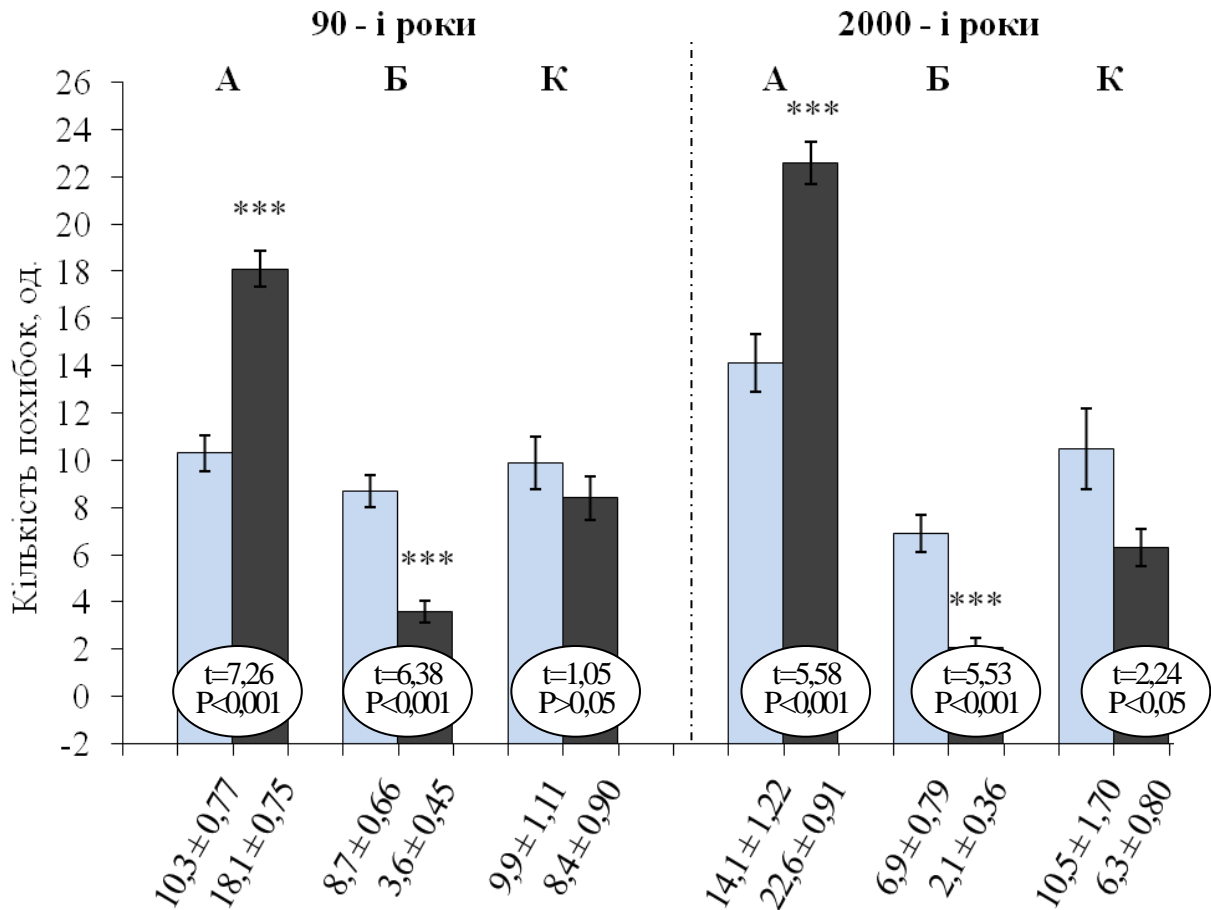 90 - і роки
2000 - і роки
А
Б
К
А
Б
К
Кількість похибок, од.
26
24
22
20
18
16
14
12
10
8
6
4
2
0
-2
***
***
***
***
t=7,26
P<0,001
t=6,38
P<0,001
t=1,05
P>0,05
t=5,58
P<0,001
t=5,53
P<0,001
t=2,24
P<0,05
10,3 ± 0,77
18,1 ± 0,75
8,7 ± 0,66
3,6 ± 0,45
9,9 ± 1,11
8,4 ± 0,90
14,1 ± 1,22
22,6 ± 0,91
6,9 ± 0,79
2,1 ± 0,36
10,5 ± 1,70
6,3 ± 0,80